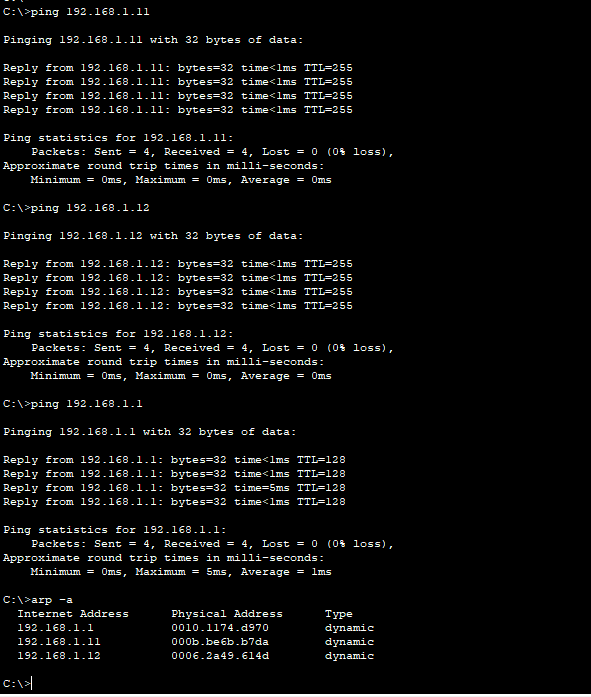 C:\>ping 192.168.1.11
Pinging 192.168.1.11 with 32 bytes of data:
Reply from 192.168.1.11: bytes=32 time<1ms TTL=255
Reply from 192.168.1.11: bytes=32 time<1ms TTL=255
Reply from 192.168.1.11: bytes=32 time<1ms TTL=255
Reply from 192.168.1.11: bytes=32 time<1ms TTL=255
Ping statistics for 192.168.1.11:
    Packets: Sent = 4, Received = 4, Lost = 0 (0% loss),
Approximate round trip times in milli-seconds:
    Minimum = 0ms, Maximum = 0ms, Average = 0ms
C:\>ping 192.168.1.12
Pinging 192.168.1.12 with 32 bytes of data:
Reply from 192.168.1.12: bytes=32 time<1ms TTL=255
Reply from 192.168.1.12: bytes=32 time<1ms TTL=255
Reply from 192.168.1.12: bytes=32 time<1ms TTL=255
Reply from 192.168.1.12: bytes=32 time<1ms TTL=255
Ping statistics for 192.168.1.12:
    Packets: Sent = 4, Received = 4, Lost = 0 (0% loss),
Approximate round trip times in milli-seconds:
    Minimum = 0ms, Maximum = 0ms, Average = 0ms
C:\>ping 192.168.1.1
Pinging 192.168.1.1 with 32 bytes of data:
Reply from 192.168.1.1: bytes=32 time<1ms TTL=128
Reply from 192.168.1.1: bytes=32 time<1ms TTL=128
Reply from 192.168.1.1: bytes=32 time=5ms TTL=128
Reply from 192.168.1.1: bytes=32 time<1ms TTL=128
Ping statistics for 192.168.1.1:
    Packets: Sent = 4, Received = 4, Lost = 0 (0% loss),
Approximate round trip times in milli-seconds:
    Minimum = 0ms, Maximum = 5ms, Average = 1ms
C:\>arp -a
  Internet Address      Physical Address      Type
  192.168.1.1           0010.1174.d970        dynamic
  192.168.1.11          000b.be6b.b7da        dynamic
  192.168.1.12          0006.2a49.614d        dynamic
C:\>